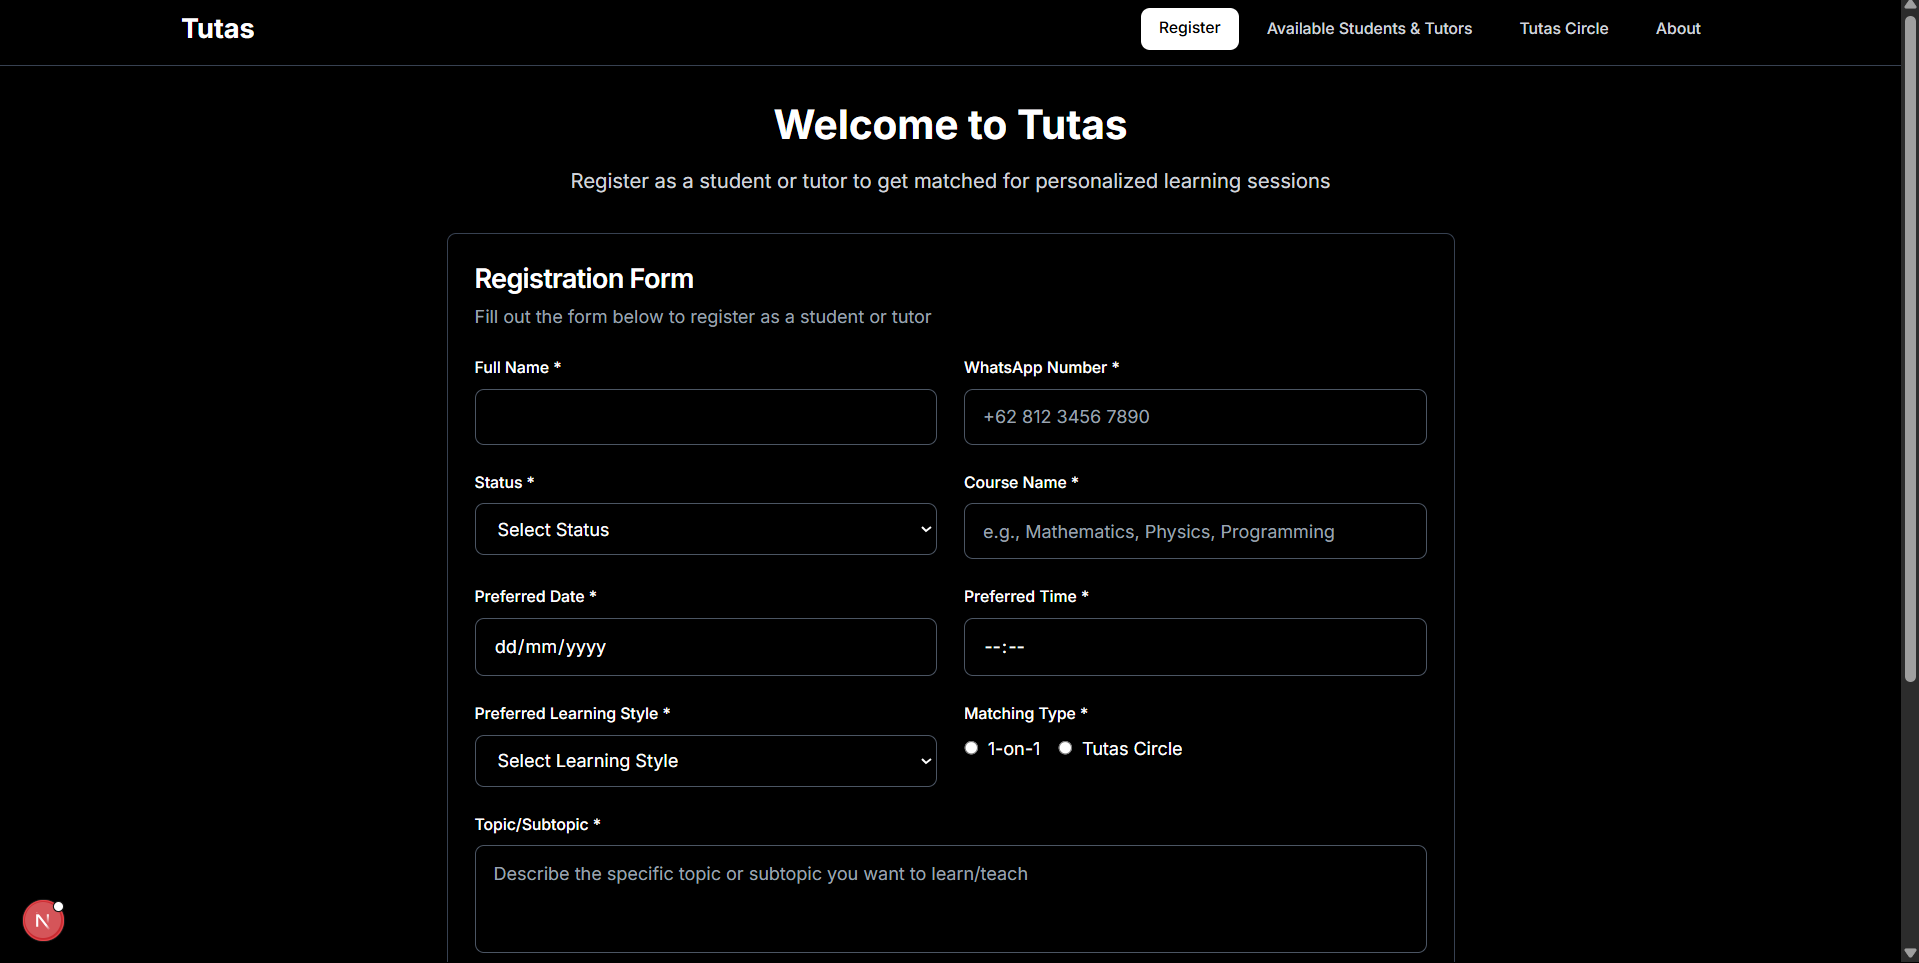 Tutas
Register
Available Students & Tutors
Tutas Circle
About
Welcome to Tutas
Register as a student or tutor to get matched for personalized learning sessions
Registration Form
Fill out the form below to register as a student or tutor
Full Name *
WhatsApp Number *
+62 812 3456 7890
Status *
Course Name *
Select Status
e.g., Mathematics, Physics, Programming
Preferred Date *
Preferred Time *
dd/mm/yyyy
--:--
Preferred Learning Style *
Matching Type *
Select Learning Style
1-on-1
Tutas Circle
Topic/Subtopic *
Describe the specific topic or subtopic you want to learn/teach
N